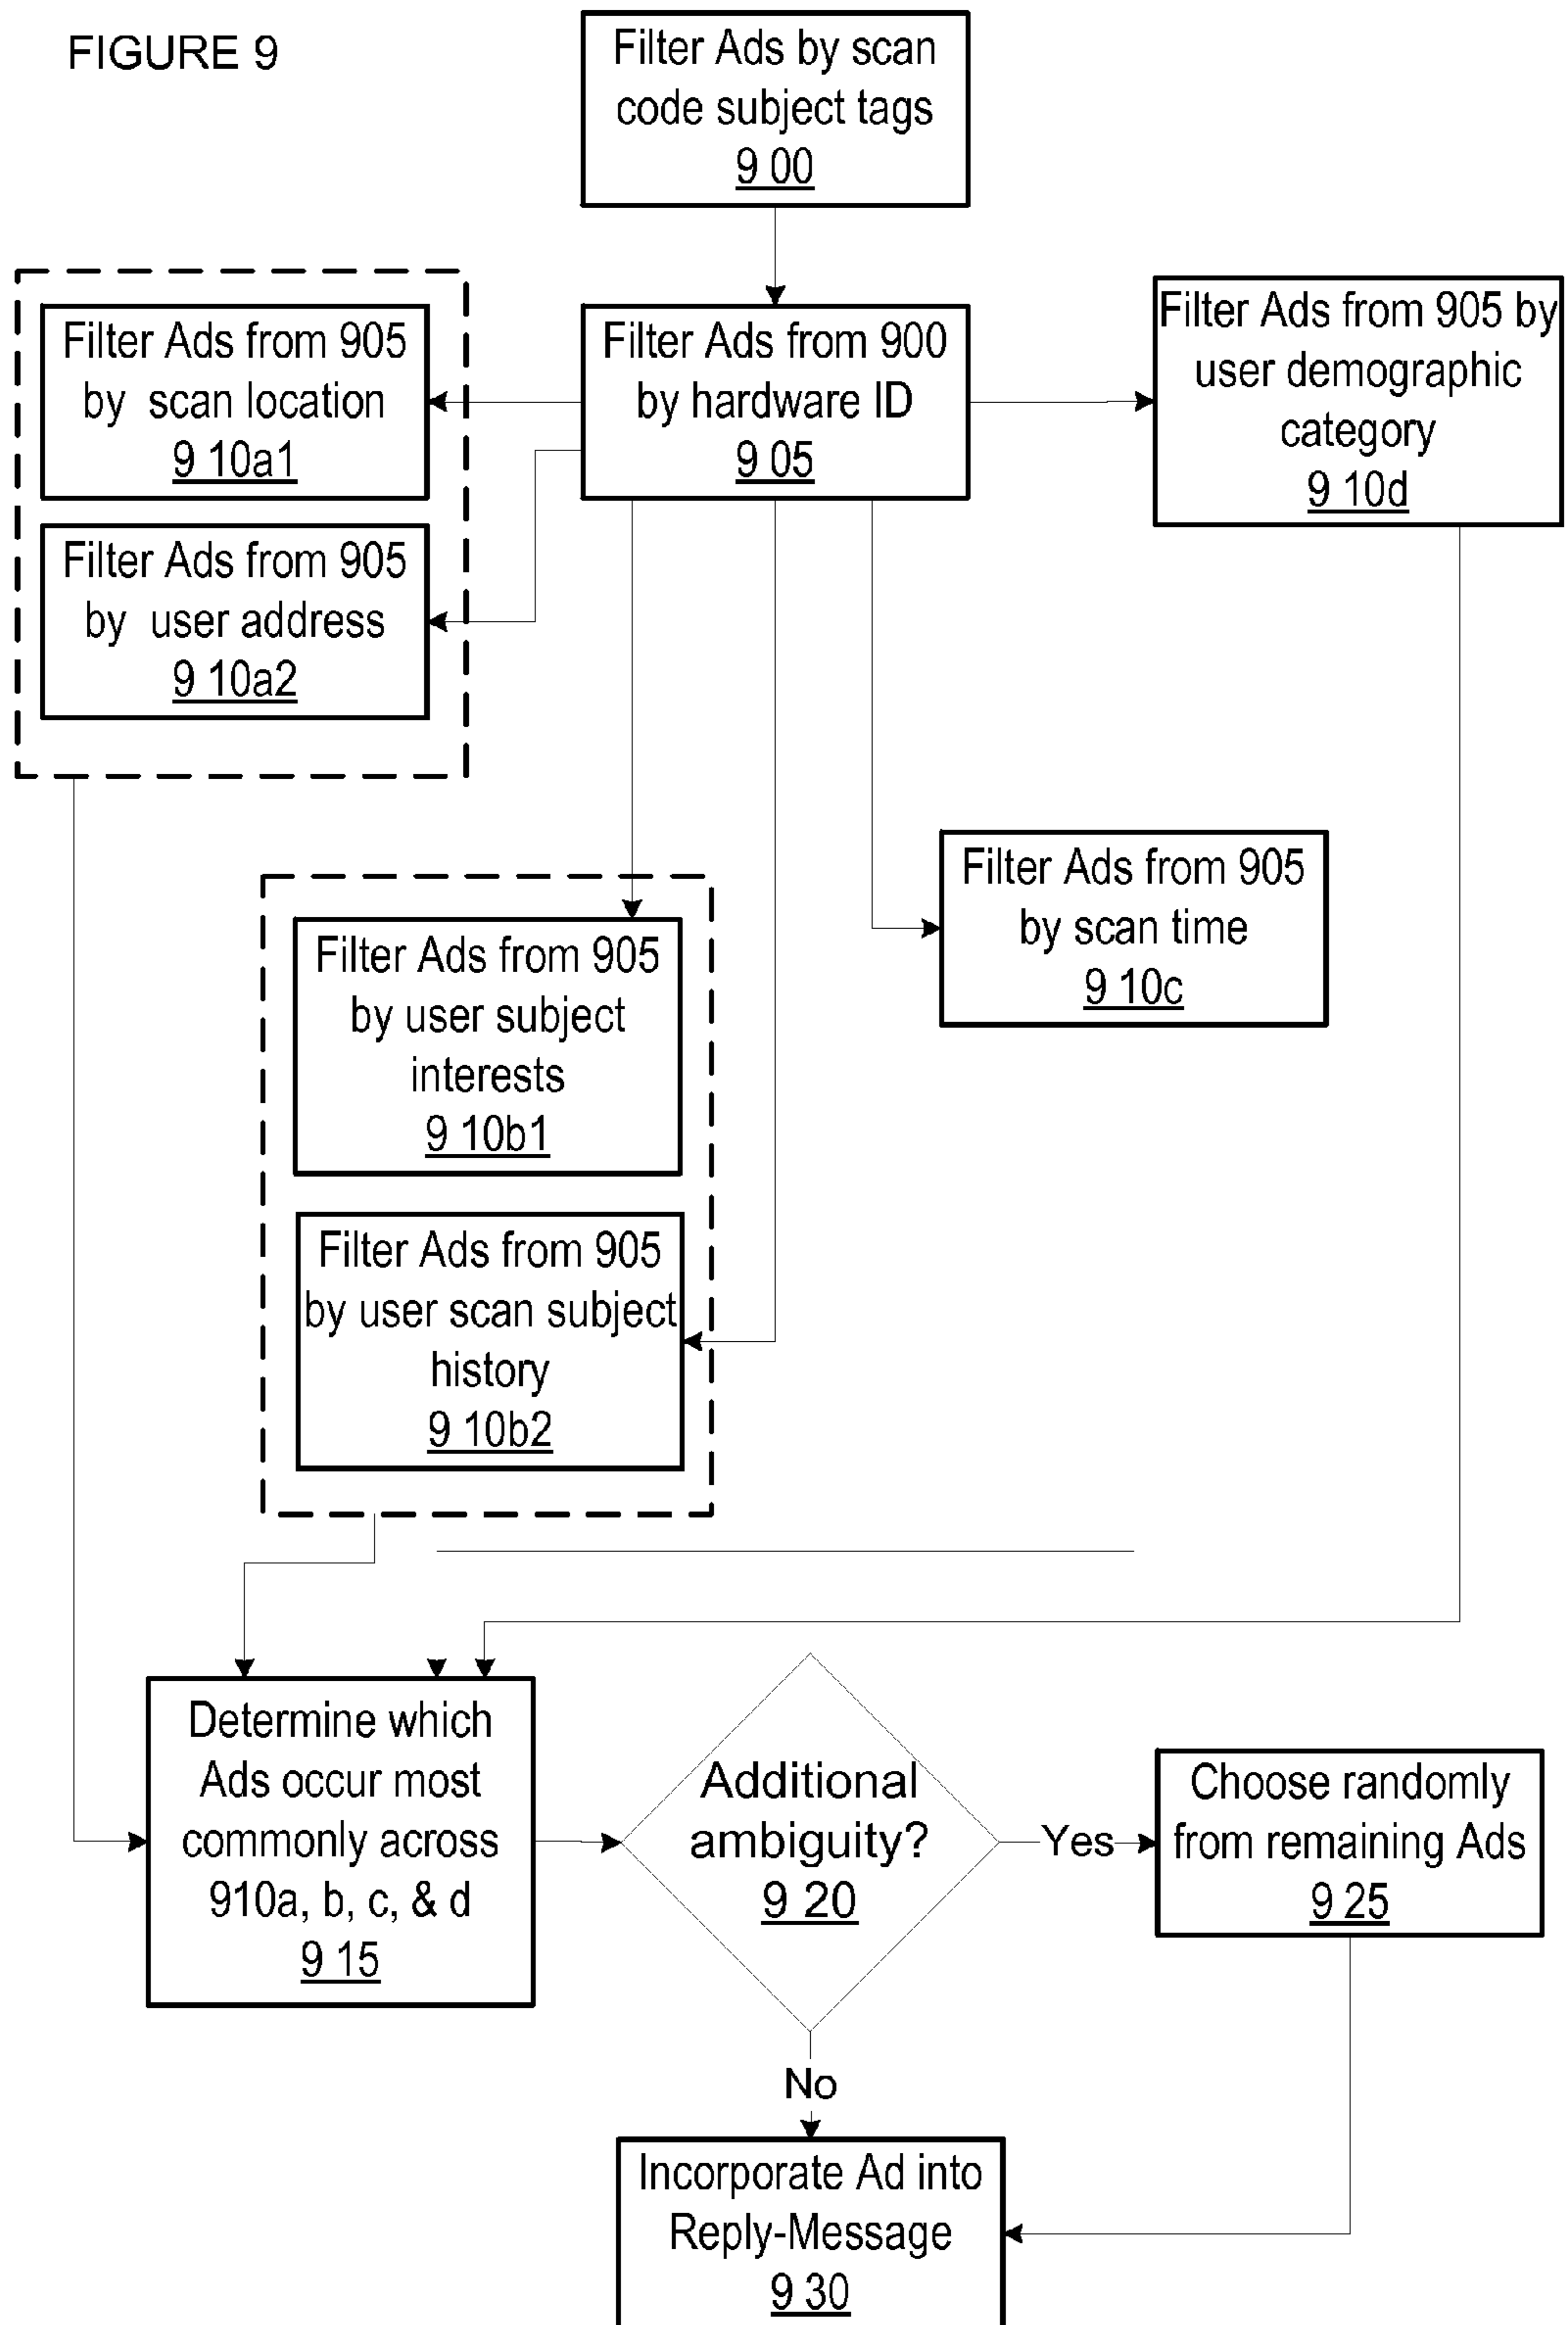 FIGURE 9
Filter Ads by scan
code subject tags
9 00
Filter Ads from 905
by scan location
9 10a1
Filter Ads from 900
by hardware ID
9 05
Filter Ads from 905 by
user demographic
category
9 10d
Filter Ads from 905
by user address
9 10a2
Filter Ads from 905
by scan time
9 10c
Filter Ads from 905
by user subject
interests
9 10b1
Filter Ads from 905
by user scan subject
history
9 10b2
Determine which
Ads occur most
commonly across
910a, b, c, & d
9 15
Additional
ambiguity?
9 20
Yes
Choose randomly
from remaining Ads
9 25
No
Incorporate Ad into
Reply-Message
9 30